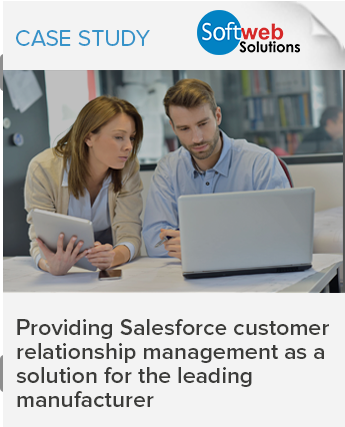 CASE STUDY
Softweb
Solutions
Providing Salesforce customer
relationship management as a
solution for the leading
manufacturer